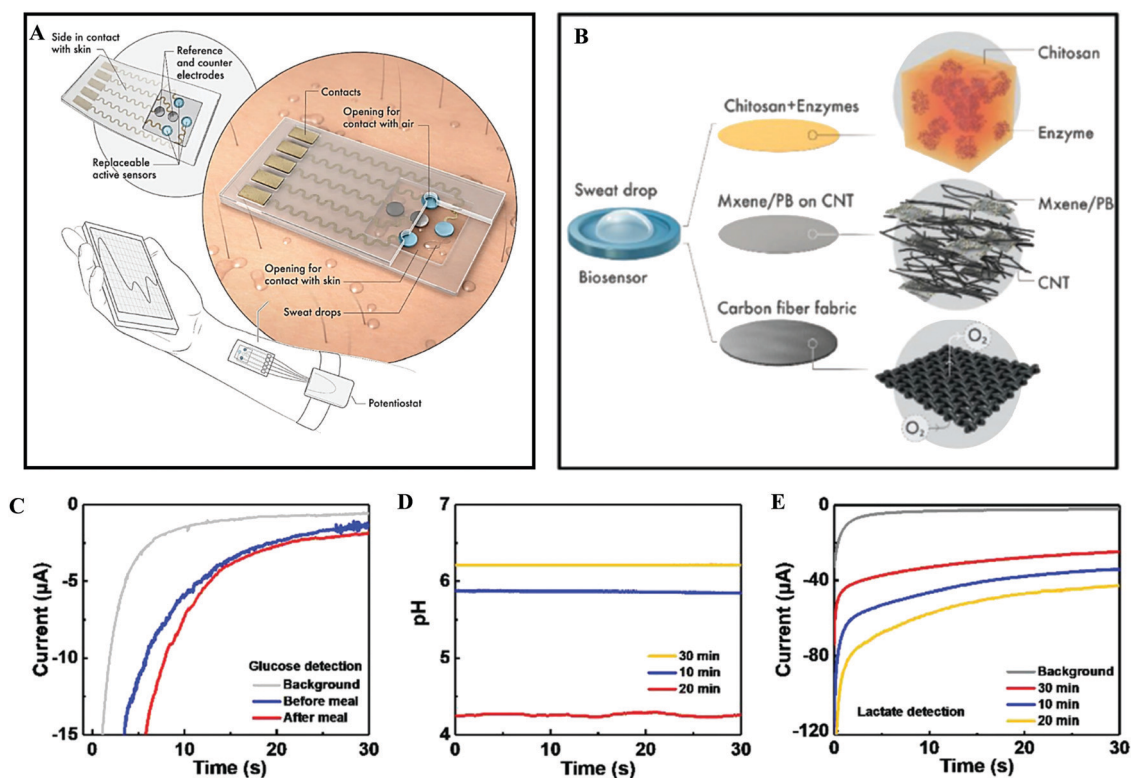 A
Side in contact
with skin
Reference
and counter
electrodes
Replaceable
active sensors
Contacts
Opening for
contact with air
Opening for
contact with skin
Sweat drops
Potentiostat
B
Chitosan+Enzymes
Chitosan
Enzyme
Sweat drop
Biosensor
Mxene/PB on CNT
Mxene/PB
CNT
Carbon fiber fabric
O2
O2
C
0
-5
-10
-15
Current (µA)
Glucose detection
Background
Before meal
After meal
0 10 20 30
Time (s)
D
7
6
5
4
pH
30 min
10 min
20 min
0 10 20 30
Time (s)
E
0
-40
-80
-120
Current (µA)
Background
30 min
10 min
20 min
Lactate detection
0 10 20 30
Time (s)